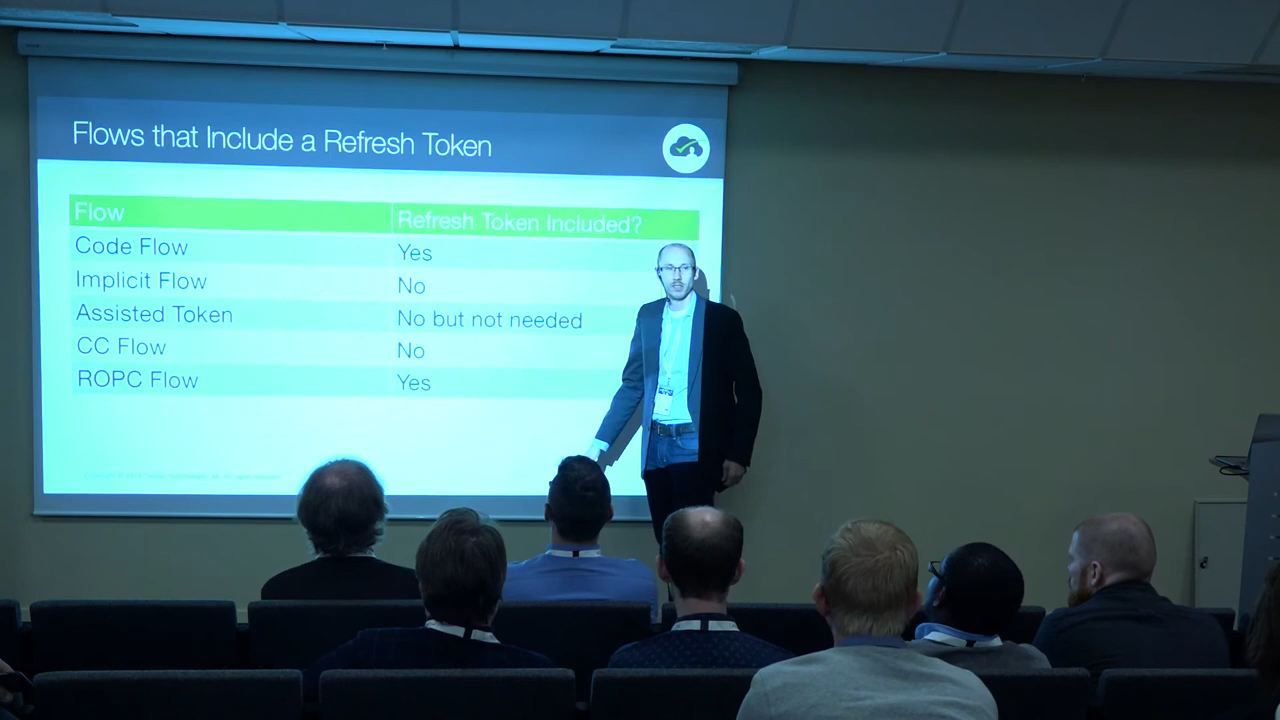 Flows that Include a Refresh Token
Flow Refresh Token Included?
Code Flow Yes
Implicit Flow No
Assisted Token No but not needed
CC Flow No
ROPC Flow Yes